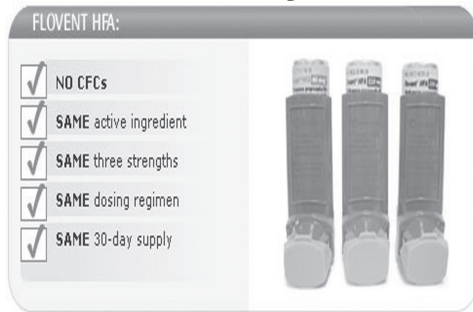 FLOVENT HFA:
NO CFCs
SAME active ingredient
SAME three strengths
SAME dosing regimen
SAME 30-day supply